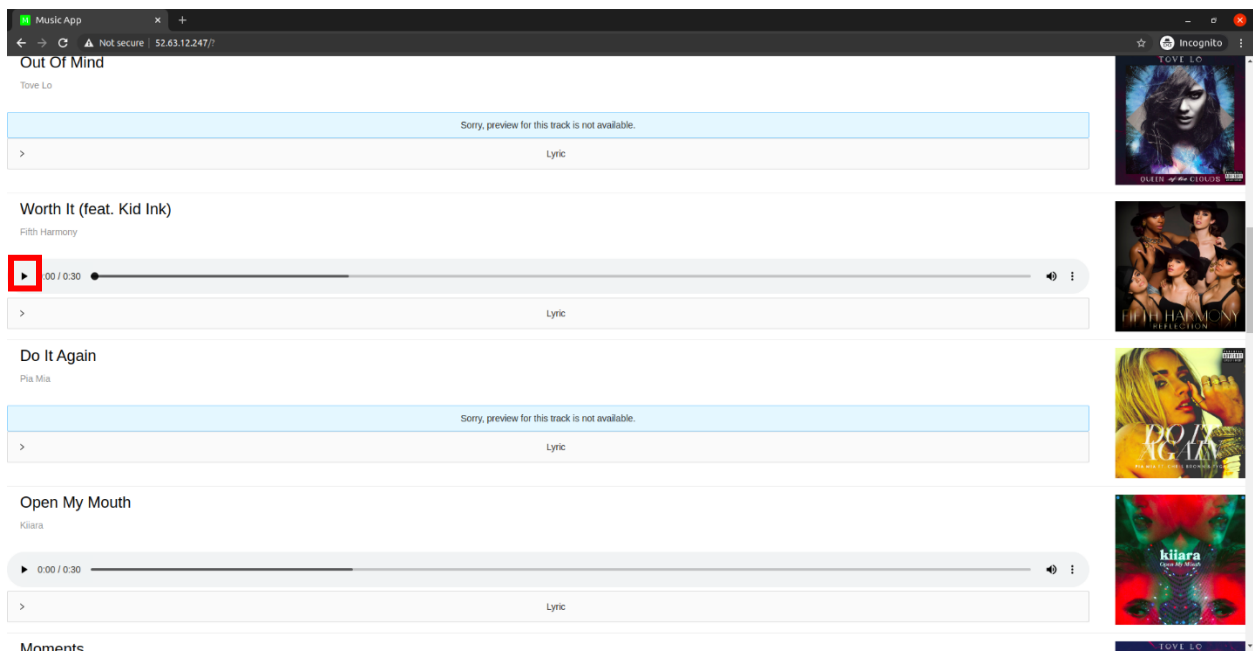 M Music App × +
Not secure | 52.63.12.247/?
Incognito
Out Of Mind
Tove Lo
TOVE LO
Sorry, preview for this track is not available.
Lyric
QUEEN of the CLOUDS
Worth It (feat. Kid Ink)
Fifth Harmony
:00 / 0:30
Lyric
FIFTH HARMONY
REFLECTION
Do It Again
Pia Mia
Sorry, preview for this track is not available.
Lyric
DO IT
AGAIN
Open My Mouth
Kiiara
kiiara
Open My Mouth
0:00 / 0:30
Lyric
Moments
TOVE LO